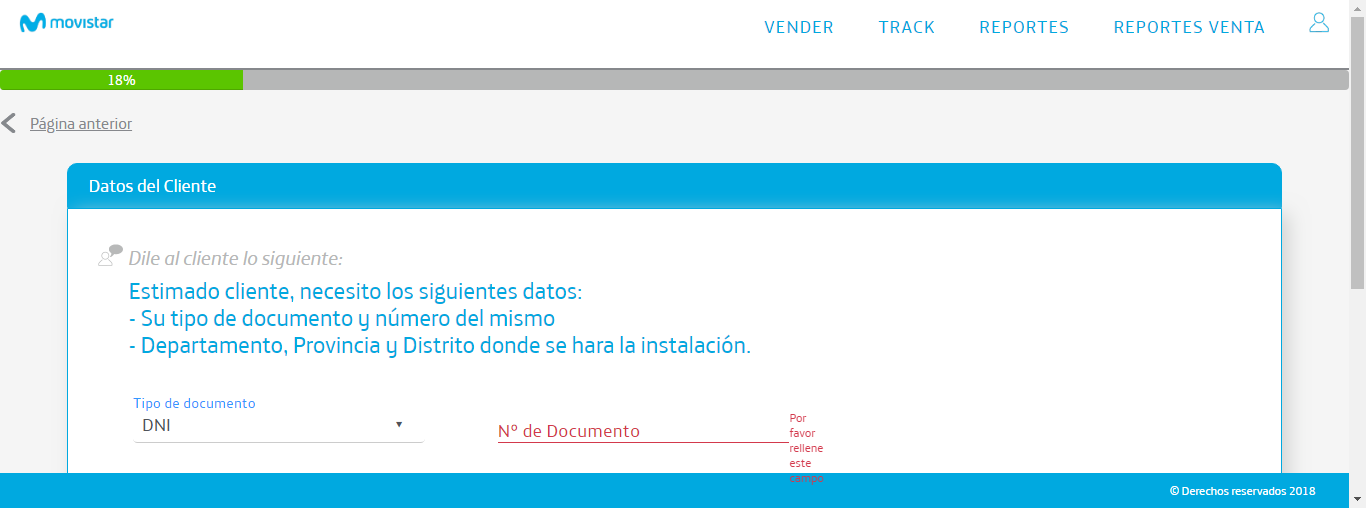 movistar
VENDER TRACK REPORTES REPORTES VENTA
18%
Página anterior
Datos del Cliente
Dile al cliente lo siguiente:
Estimado cliente, necesito los siguientes datos:
- Su tipo de documento y número del mismo
- Departamento, Provincia y Distrito donde se hara la instalación.
Tipo de documento
DNI
Nº de Documento
Por
favor
rellene
este
campo
© Derechos reservados 2018